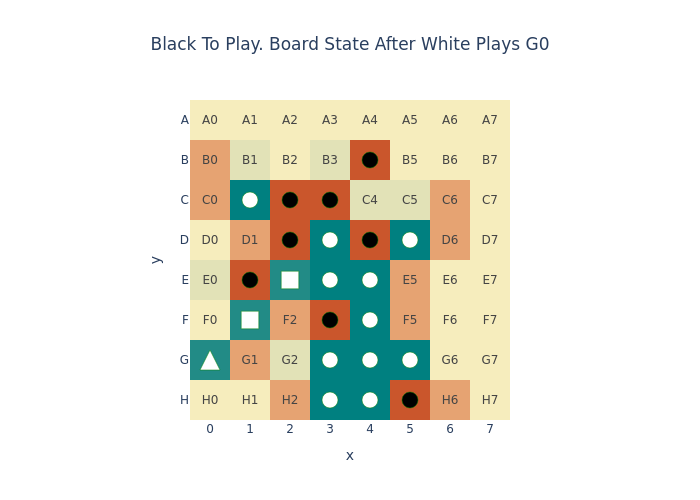 Black To Play. Board State After White Plays G0
A A0 A1 A2 A3 A4 A5 A6 A7
B B0 B1 B2 B3 B5 B6 B7
C C0 C4 C5 C6 C7
D D0 D1 D6 D7
E E0 E5 E6 E7
F F0 F2 F5 F6 F7
G G1 G2 G6 G7
H H0 H1 H2 H6 H7
0 1 2 3 4 5 6 7
x
y